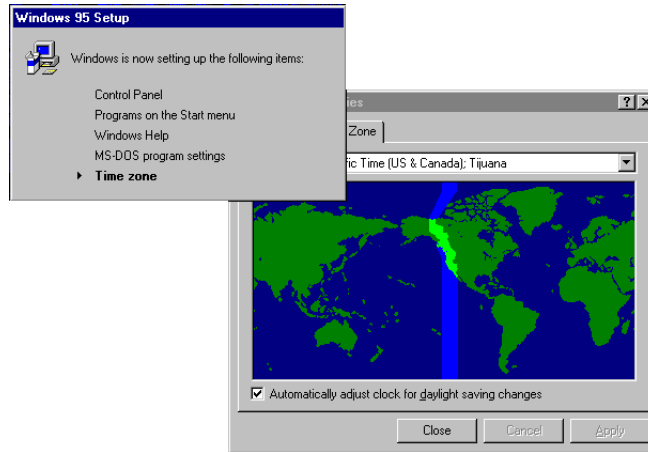 Windows 95 Setup
Windows is now setting up the following items:
Control Panel
Programs on the Start menu
Windows Help
MS-DOS program settings
Time zone
ies
Zone
fic Time (US & Canada); Tijuana
Automatically adjust clock for daylight saving changes
Close Cancel Apply